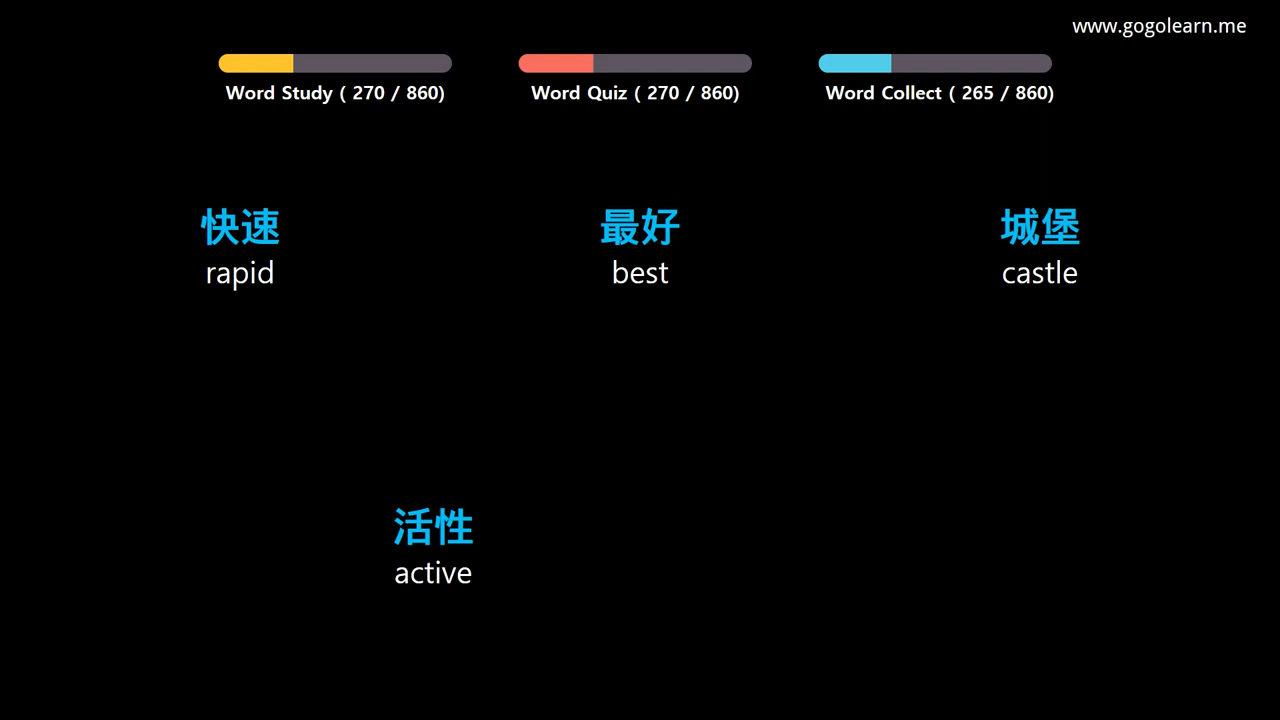 www.gogolearn.me
Word Study ( 270 / 860)
Word Quiz ( 270 / 860)
Word Collect ( 265 / 860)
快速
rapid
最好
best
城堡
castle
活性
active